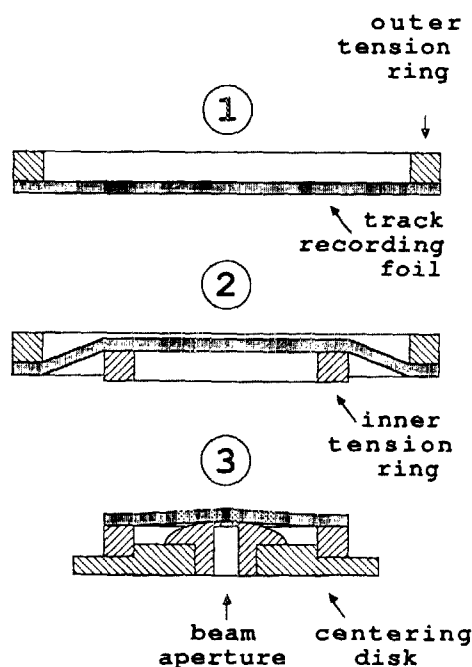 outer
tension
ring
1
track
recording
foil
2
inner
tension
ring
3
beam
aperture
centering
disk